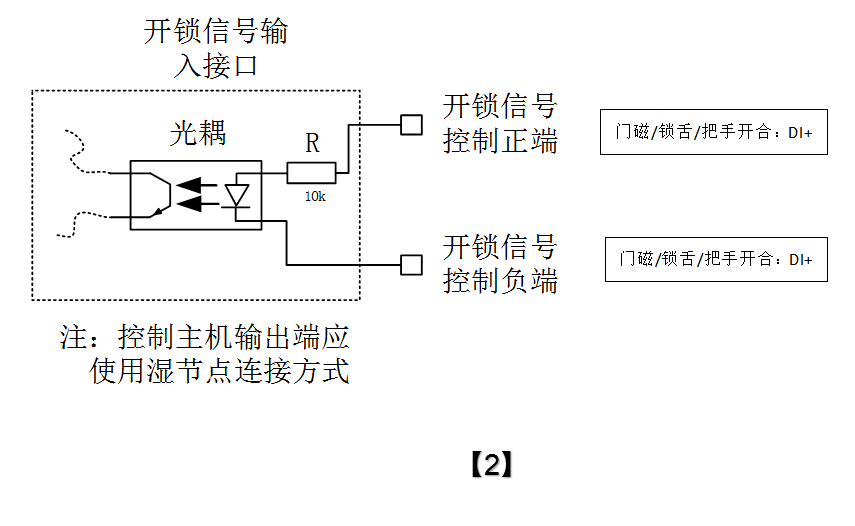 开锁信号输
入接口
光耦
R
10k
开锁信号
控制正端
门磁/锁舌/把手开合：DI+
开锁信号
控制负端
门磁/锁舌/把手开合：DI+
注：控制主机输出端应
使用湿节点连接方式
【2】